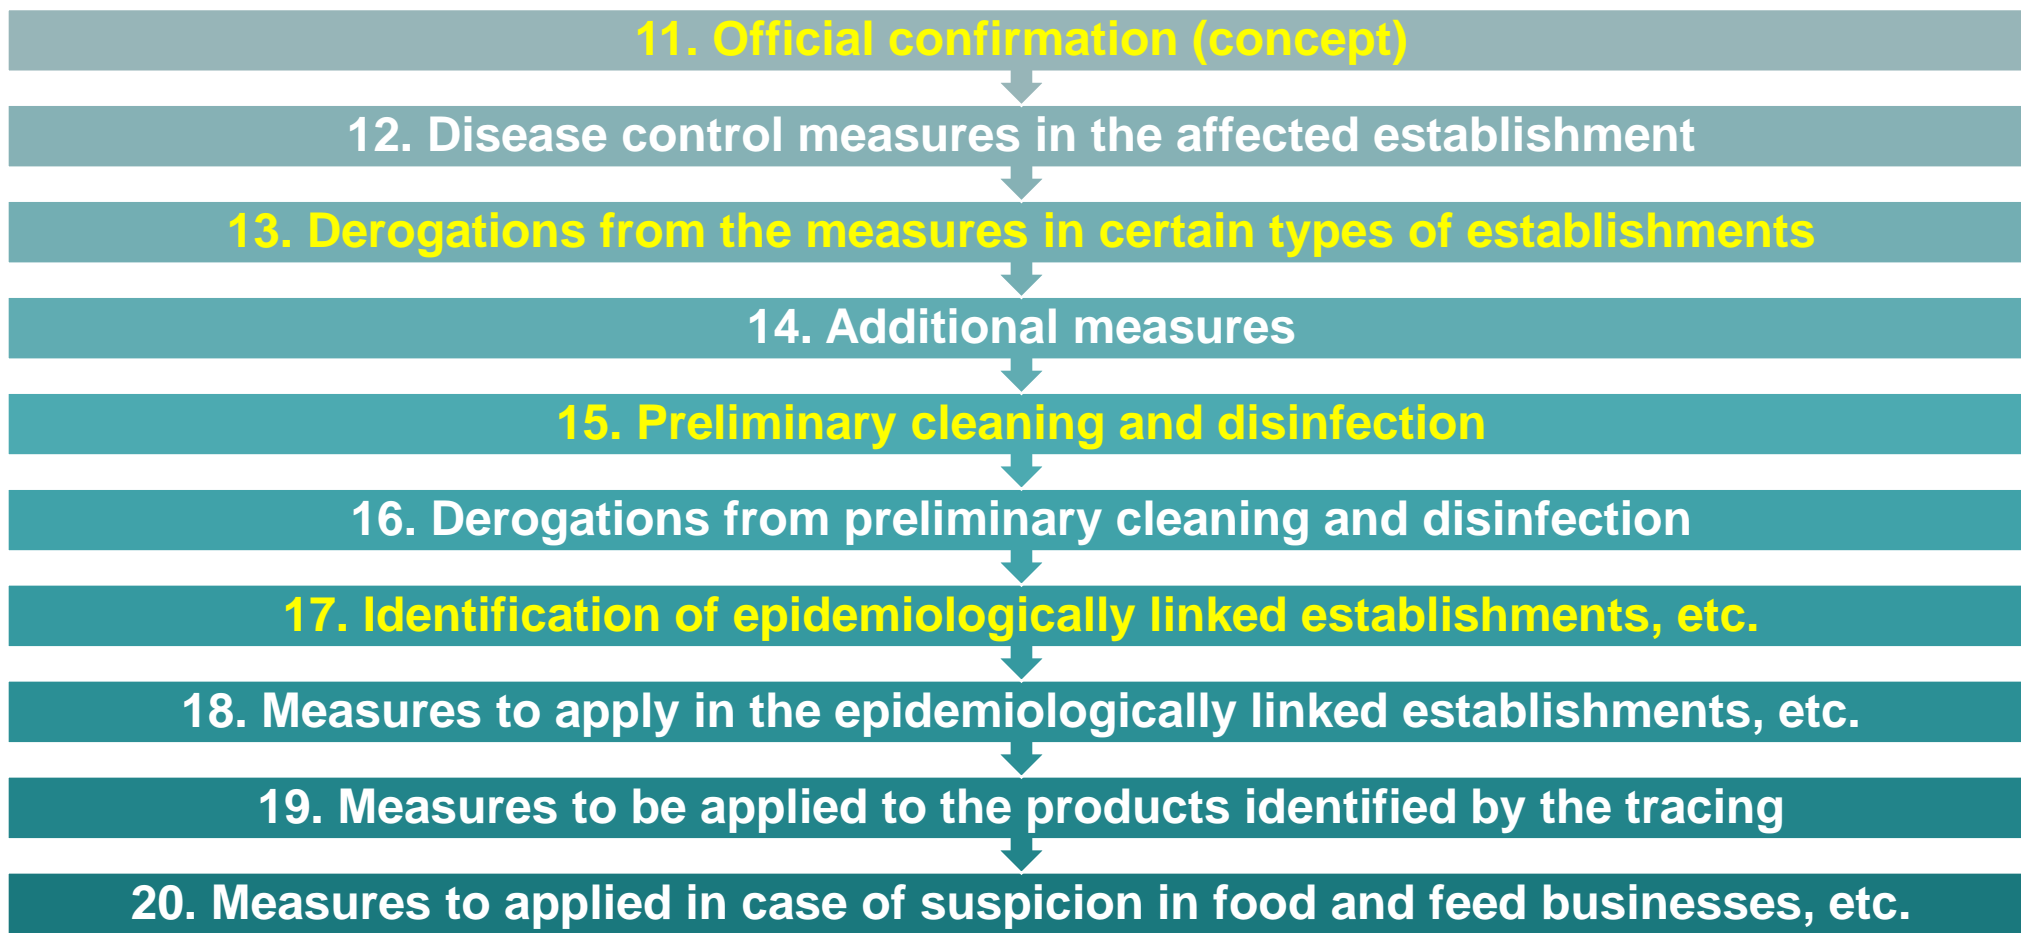 11. Official confirmation (concept)
12. Disease control measures in the affected establishment
13. Derogations from the measures in certain types of establishments
14. Additional measures
15. Preliminary cleaning and disinfection
16. Derogations from preliminary cleaning and disinfection
17. Identification of epidemiologically linked establishments, etc.
18. Measures to apply in the epidemiologically linked establishments, etc.
19. Measures to be applied to the products identified by the tracing
20. Measures to applied in case of suspicion in food and feed businesses, etc.